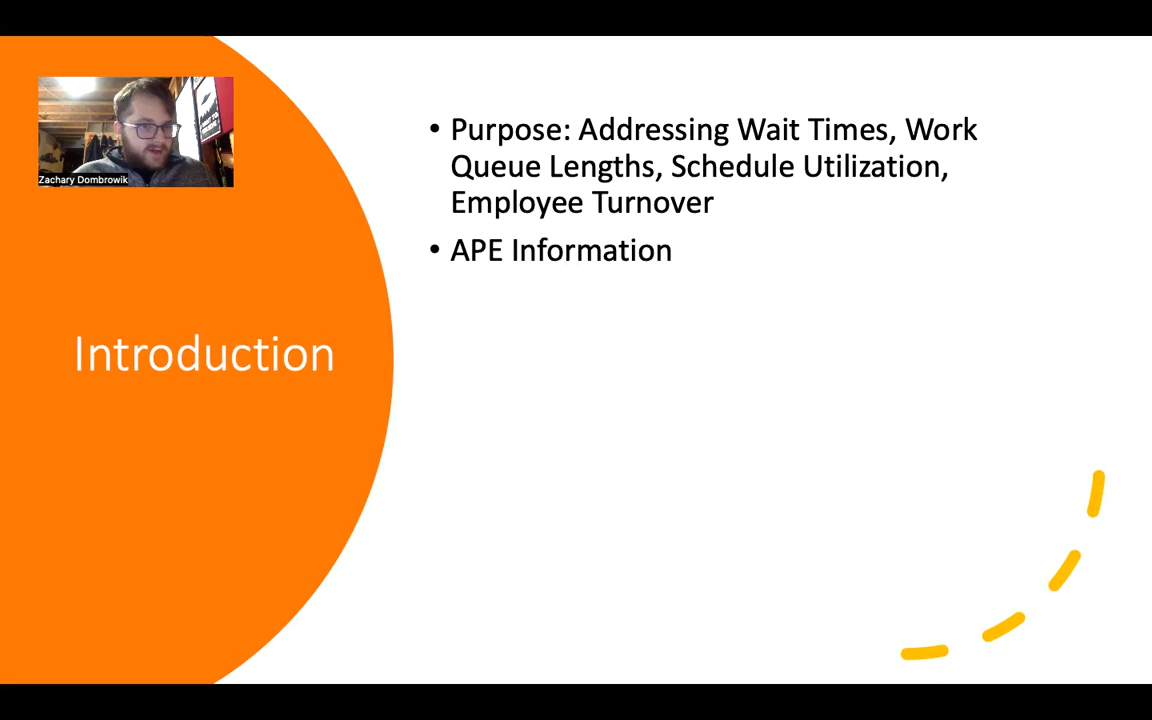 Zachary Dombrowik
• Purpose: Addressing Wait Times, Work
Queue Lengths, Schedule Utilization,
Employee Turnover
• APE Information
Introduction